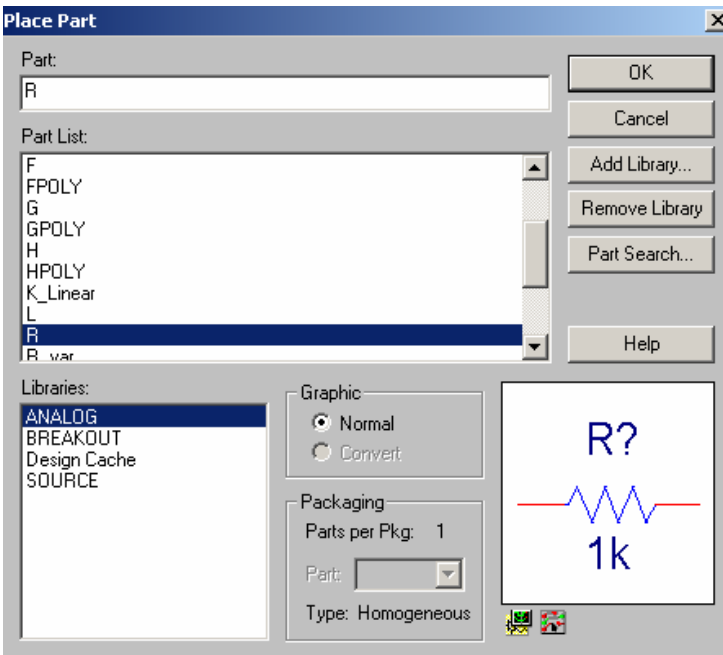 Place Part
Part:
R
OK
Cancel
Part List:
F
FPOLY
G
GPOLY
H
HPOLY
K_Linear
L
R
R_var
Add Library...
Remove Library
Part Search...
Help
Libraries:
ANALOG
BREAKOUT
Design Cache
SOURCE
Graphic
Normal
Convert
Packaging
Parts per Pkg: 1
Part:
Type: Homogeneous
R?
1k